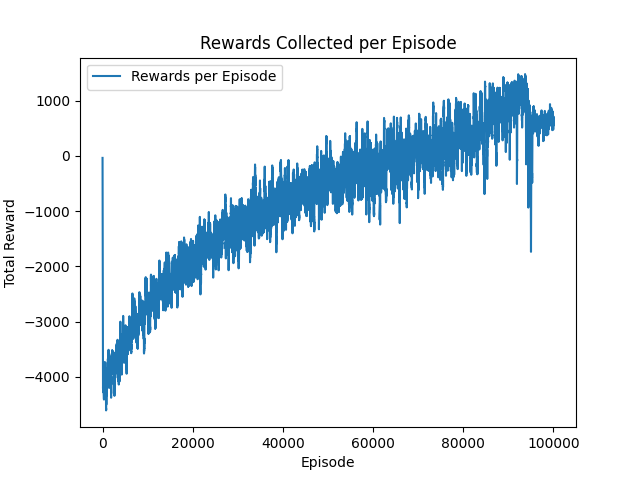 Rewards Collected per Episode
Rewards per Episode
1000
0
−1000
−2000
−3000
−4000
Total Reward
0 20000 40000 60000 80000 100000
Episode